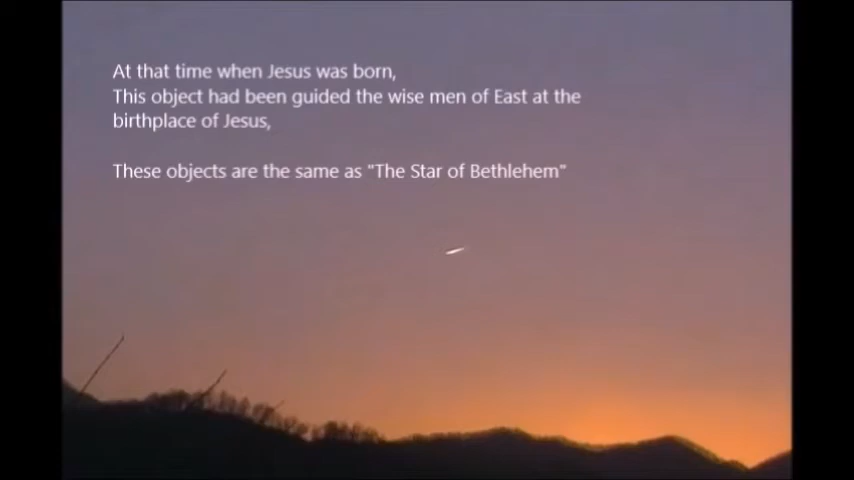 At that time when Jesus was born,
This object had been guided the wise men of East at the
birthplace of Jesus,
These objects are the same as "The Star of Bethlehem"